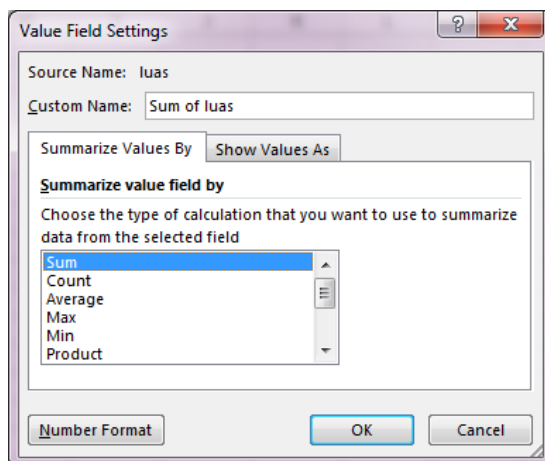 Value Field Settings
?
X
Source Name: luas
Custom Name: Sum of luas
Summarize Values By Show Values As
Summarize value field by
Choose the type of calculation that you want to use to summarize
data from the selected field
Sum
Count
Average
Max
Min
Product
Number Format OK Cancel